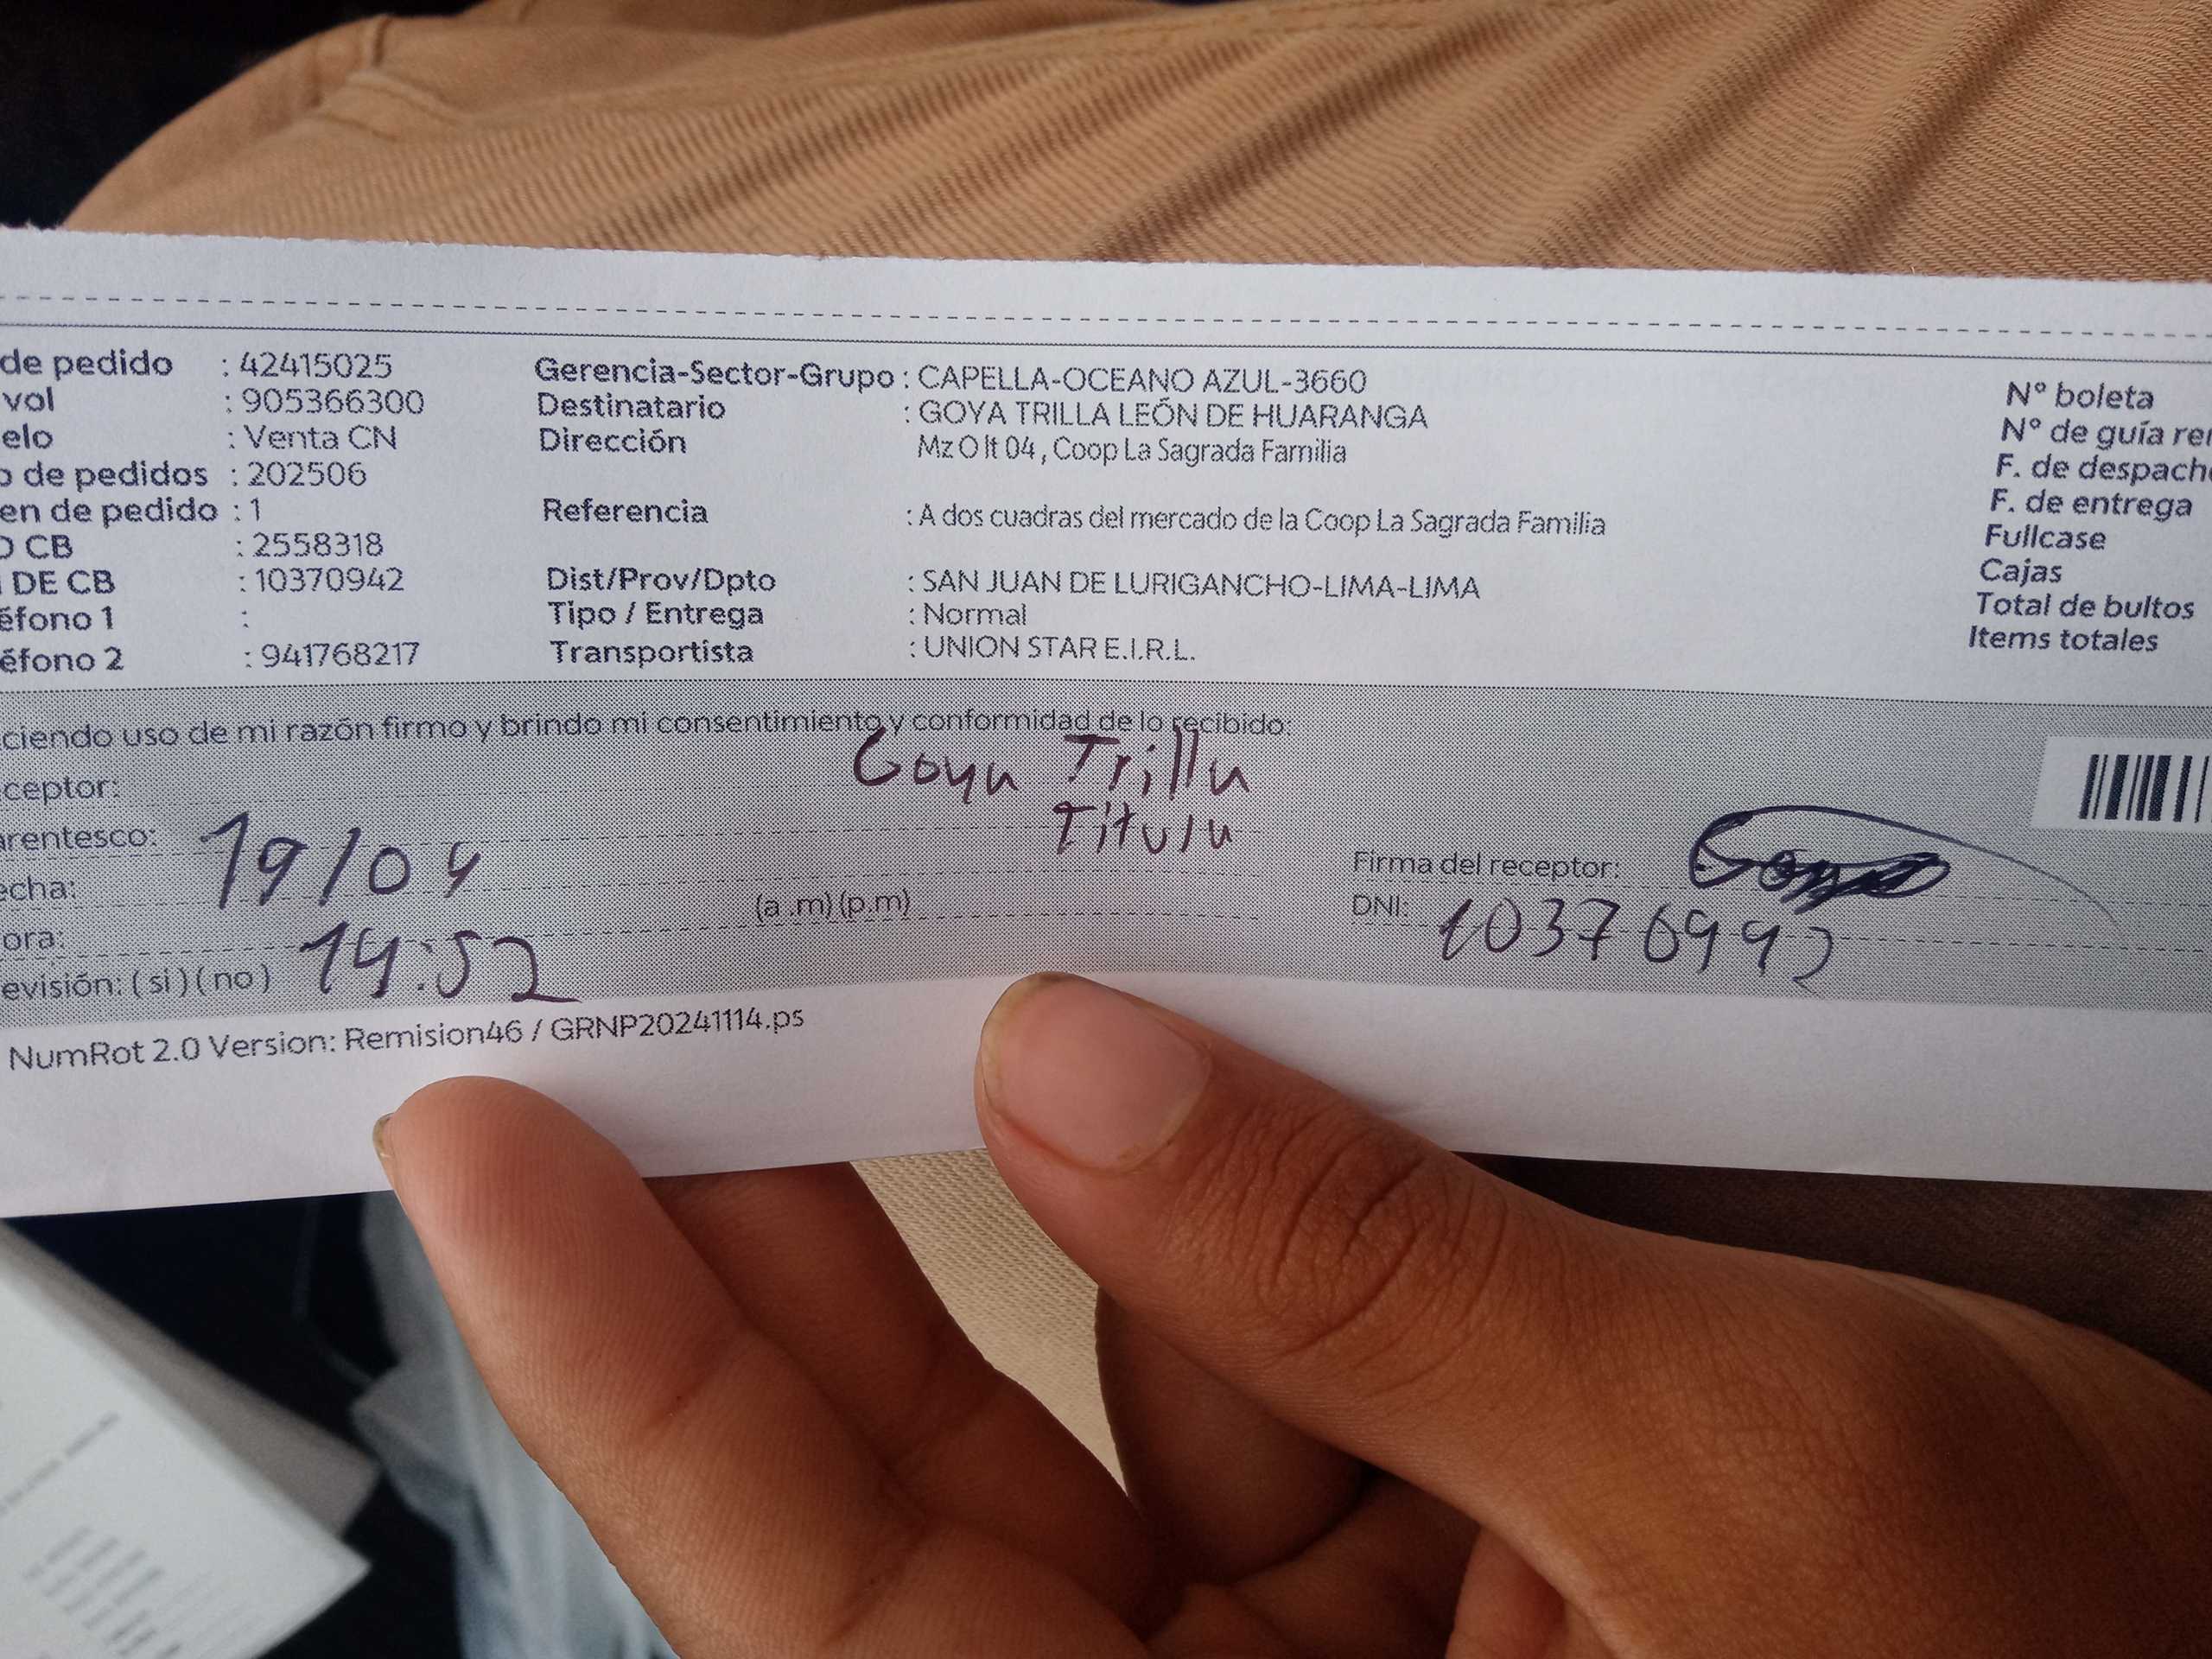 de pedido : 42415025
vol : 905366300
elo : Venta CN
o de pedidos : 202506
en de pedido : 1
O CB : 2558318
I DE CB : 10370942
éfono 1 :
éfono 2 : 941768217
Gerencia-Sector-Grupo : CAPELLA-OCEANO AZUL-3660
Destinatario : GOYA TRILLA LEÓN DE HUARANGA
Dirección Mz O lt 04 , Coop La Sagrada Familia
Referencia : A dos cuadras del mercado de la Coop La Sagrada Familia
Dist/Prov/Dpto : SAN JUAN DE LURIGANCHO-LIMA-LIMA
Tipo / Entrega : Normal
Transportista : UNION STAR E.I.R.L.
N° boleta
N° de guía rem
F. de despacho
F. de entrega
Fullcase
Cajas
Total de bultos
Items totales
ciendo uso de mi razón firmo y brindo mi consentimiento y conformidad de lo recibido:
ceptor: Goya Trilla
arentesco: Titula
echa: 19/04
ora: 14:52 (a .m) (p.m)
evisión: ( si ) ( no )
Firma del receptor: Goya
DNI: 10370942
NumRot 2.0 Version: Remision46 / GRNP20241114.ps